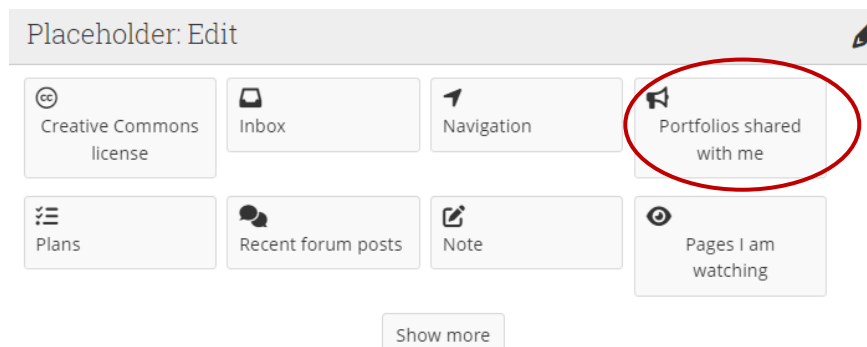 Placeholder: Edit
cc
Creative Commons
license
Inbox
Navigation
Portfolios shared
with me
Plans
Recent forum posts
Note
Pages I am
watching
Show more